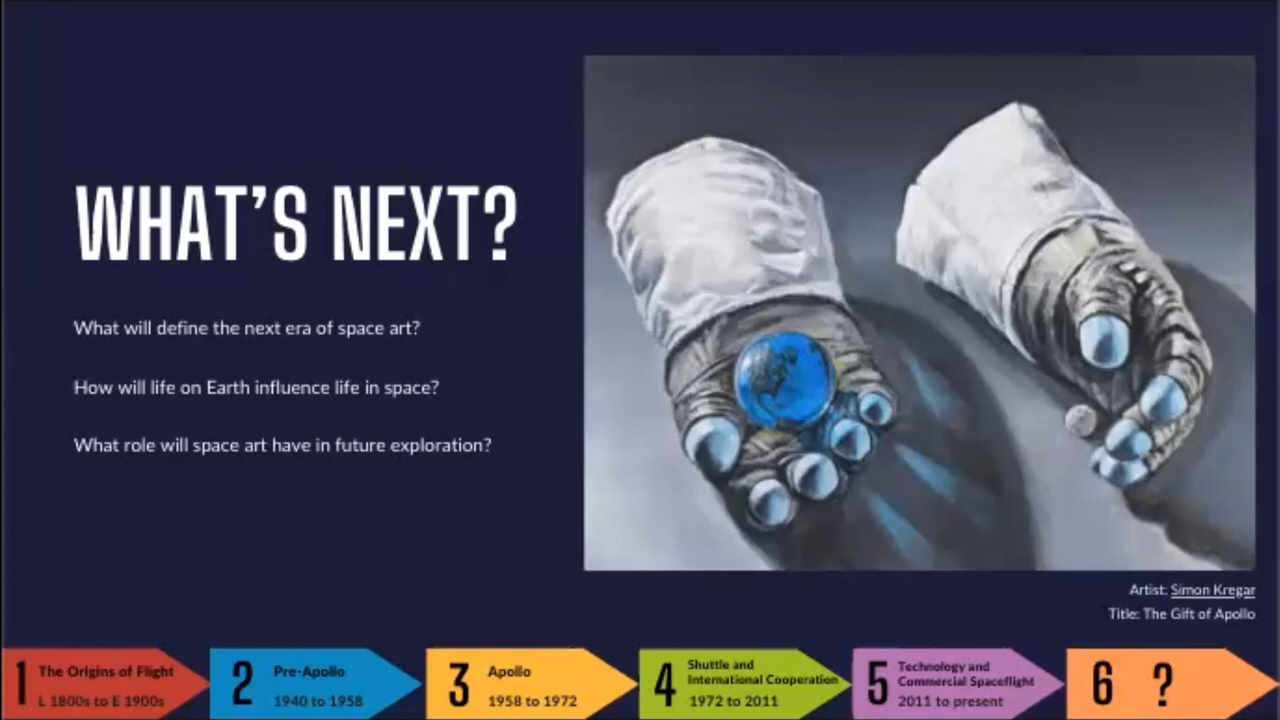 WHAT'S NEXT?
What will define the next era of space art?
How will life on Earth influence life in space?
What role will space art have in future exploration?
Artist: Simon Kregar
Title: The Gift of Apollo
1
The Origins of Flight
L 1800s to E 1900s
2
Pre-Apollo
1940 to 1958
3
Apollo
1958 to 1972
4
Shuttle and
International Cooperation
1972 to 2011
5
Technology and
Commercial Spaceflight
2011 to present
6 ?